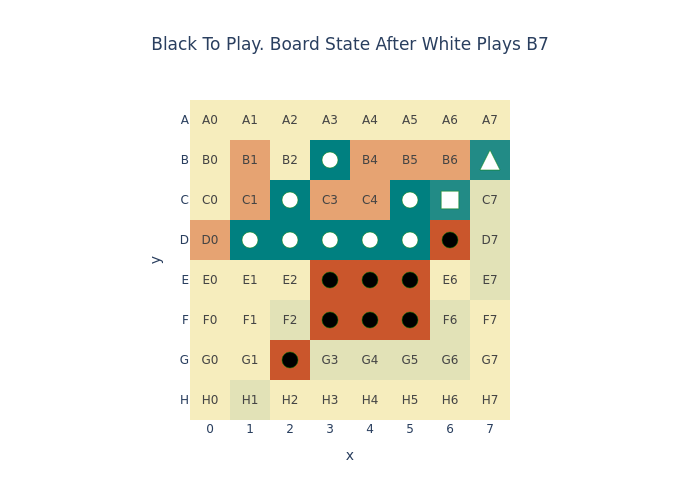 Black To Play. Board State After White Plays B7
A A0 A1 A2 A3 A4 A5 A6 A7
B B0 B1 B2 B4 B5 B6
C C0 C1 C3 C4 C7
D D0 D7
y
E E0 E1 E2 E6 E7
F F0 F1 F2 F6 F7
G G0 G1 G3 G4 G5 G6 G7
H H0 H1 H2 H3 H4 H5 H6 H7
0 1 2 3 4 5 6 7
x